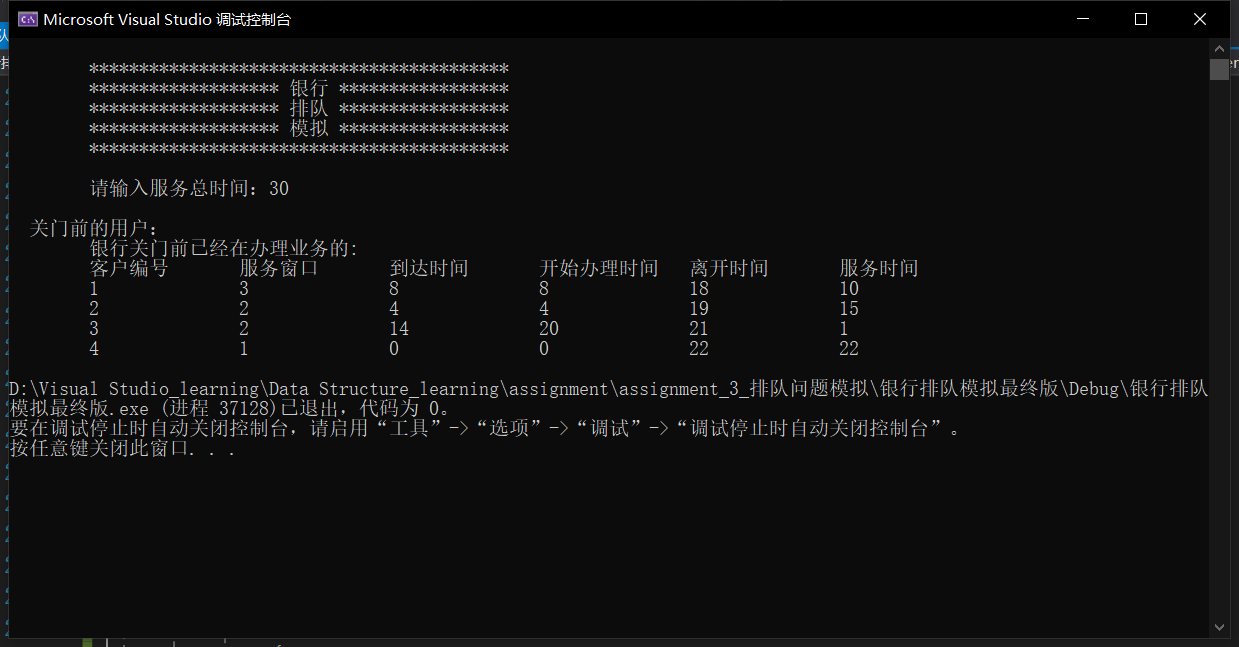 Microsoft Visual Studio 调试控制台
******************************************
******************* 银行 *****************
******************* 排队 *****************
******************* 模拟 *****************
******************************************
请输入服务总时间：30
关门前的用户：
银行关门前已经在办理业务的:
客户编号 服务窗口 到达时间 开始办理时间 离开时间 服务时间
1 3 8 8 18 10
2 2 4 4 19 15
3 2 14 20 21 1
4 1 0 0 22 22
D:\Visual Studio_learning\Data Structure_learning\assignment\assignment_3_排队问题模拟\银行排队模拟最终版\Debug\银行排队
模拟最终版.exe (进程 37128)已退出，代码为 0。
要在调试停止时自动关闭控制台，请启用“工具”->“选项”->“调试”->“调试停止时自动关闭控制台”。
按任意键关闭此窗口. . .